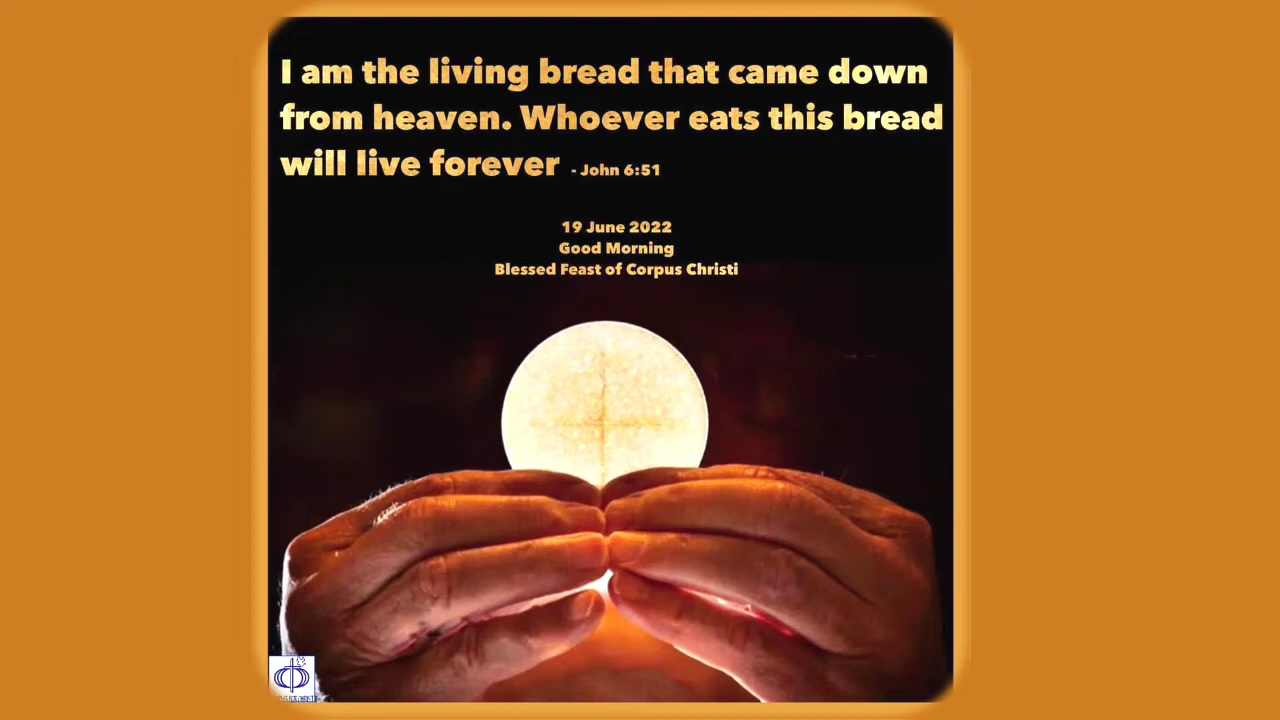 I am the living bread that came down
from heaven. Whoever eats this bread
will live forever - John 6:51
19 June 2022
Good Morning
Blessed Feast of Corpus Christi